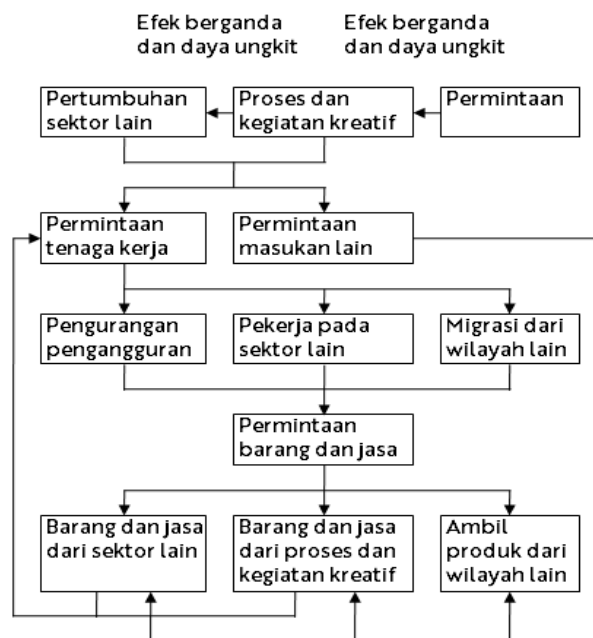 Efek berganda
dan daya ungkit
Efek berganda
dan daya ungkit
Pertumbuhan
sektor lain
Proses dan
kegiatan kreatif
Permintaan
Permintaan
tenaga kerja
Permintaan
masukan lain
Pengurangan
pengangguran
Pekerja pada
sektor lain
Migrasi dari
wilayah lain
Permintaan
barang dan jasa
Barang dan jasa
dari sektor lain
Barang dan jasa
dari proses dan
kegiatan kreatif
Ambil
produk dari
wilayah lain